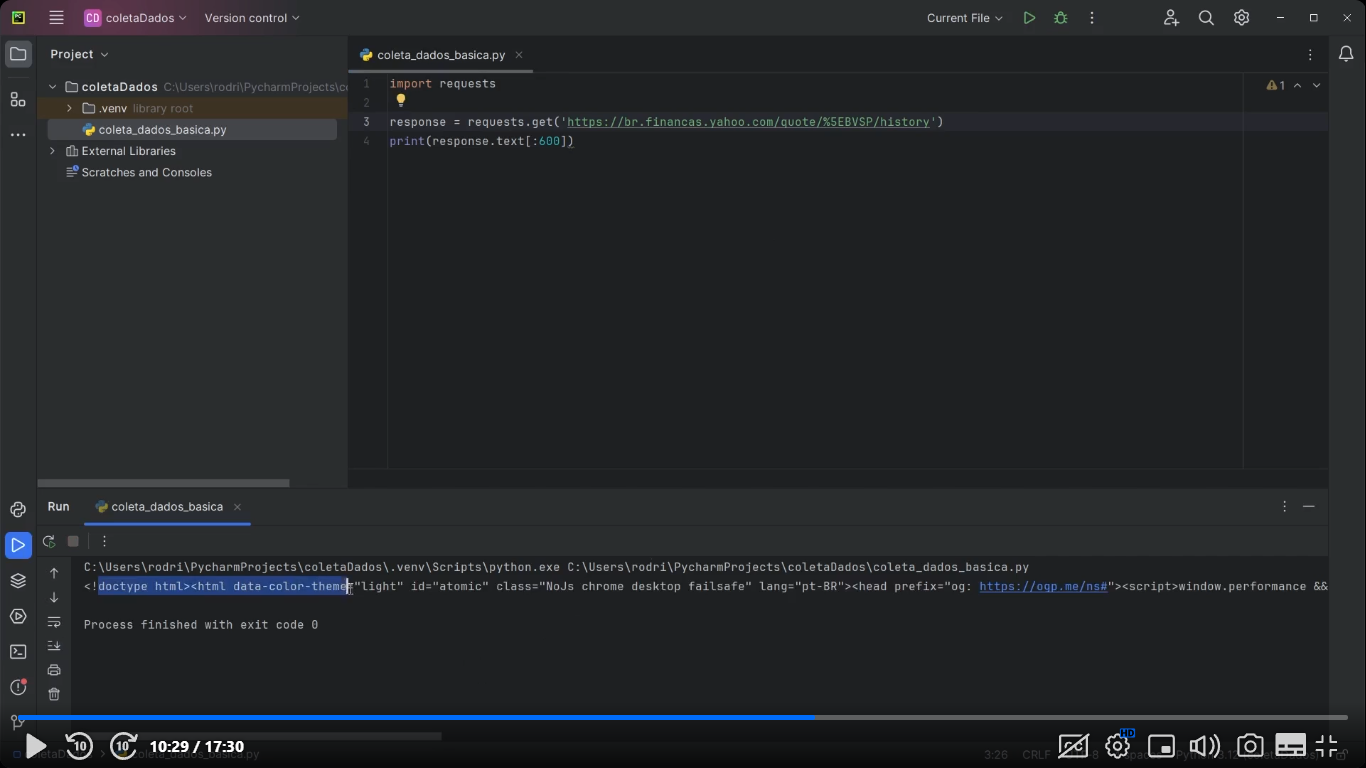 CD coletaDados Version control Current File
Project
coletaDados C:\Users\rodri\PycharmProjects\c
.venv library root
coleta_dados_basica.py
External Libraries
Scratches and Consoles
coleta_dados_basica.py
1 import requests
2
3 response = requests.get('https://br.financas.yahoo.com/quote/%5EBVSP/history')
4 print(response.text[:600])
1
Run coleta_dados_basica
C:\Users\rodri\PycharmProjects\coletaDados\.venv\Scripts\python.exe C:\Users\rodri\PycharmProjects\coletaDados\coleta_dados_basica.py
<!doctype html><html data-color-theme="light" id="atomic" class="NoJs chrome desktop failsafe" lang="pt-BR"><head prefix="og: https://ogp.me/ns#"><script>window.performance &&
Process finished with exit code 0
10 10 10:29 / 17:30 CC HD
coleta_dados_basica.py 3:26 CRLF